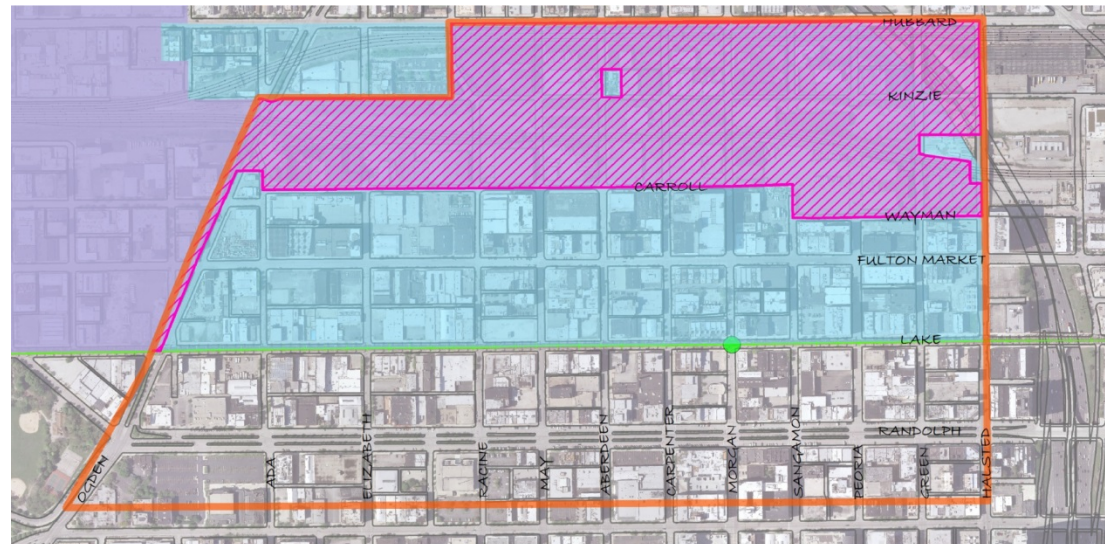 HUBBARD
KINZIE
CARROLL
WAYMAN
FULTON MARKET
LAKE
RANDOLPH
OGDEN
ADA
ELIZABETH
RACINE
MAY
ABERDEEN
CARPENTER
MORGAN
SANGAMON
PEORIA
GREEN
HALSTED